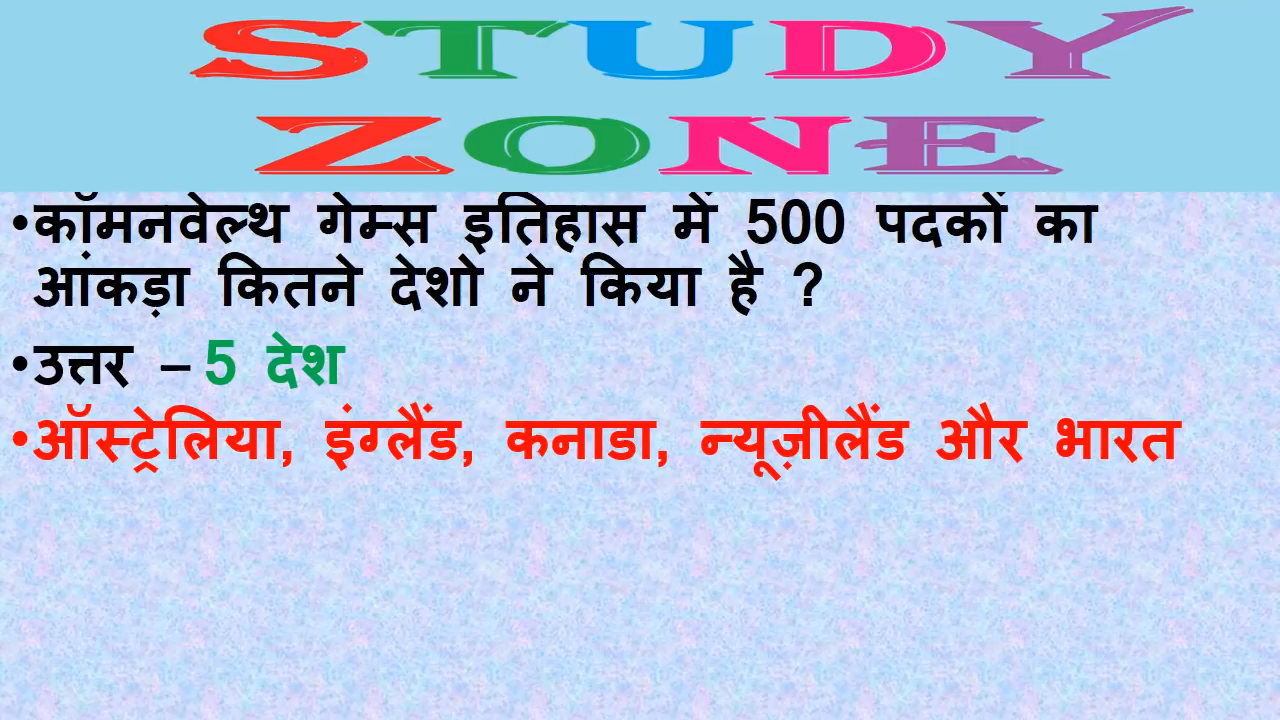 STUDY
ZONE
•कॉमनवेल्थ गेम्स इतिहास में 500 पदकों का
आंकड़ा कितने देशो ने किया है ?
•उत्तर – 5 देश
•ऑस्ट्रेलिया, इंग्लैंड, कनाडा, न्यूज़ीलैंड और भारत